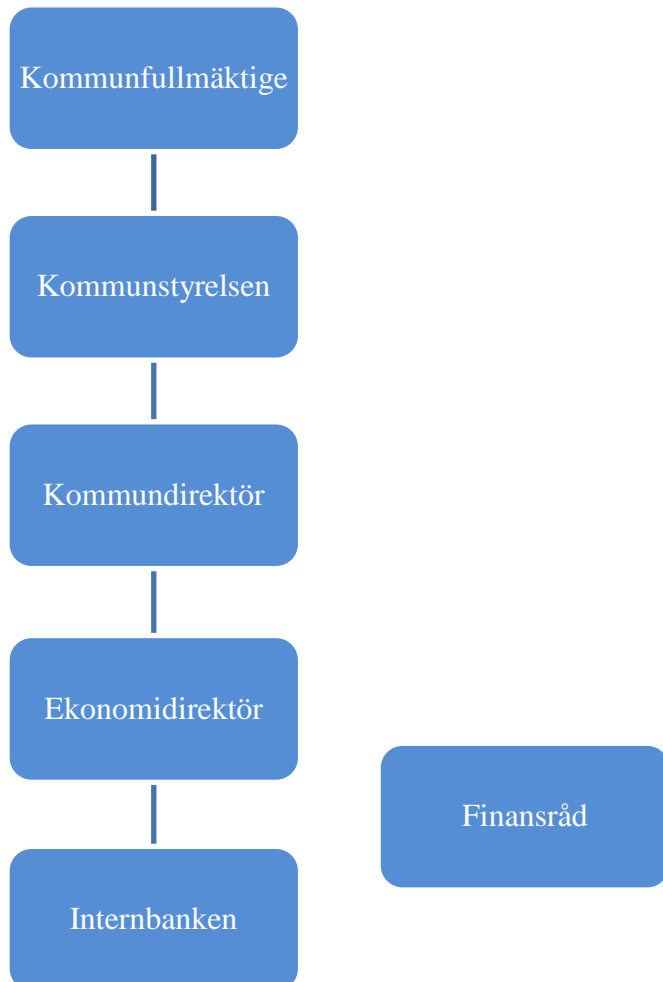 Kommunfullmäktige
Kommunstyrelsen
Kommundirektör
Ekonomidirektör
Finansråd
Internbanken